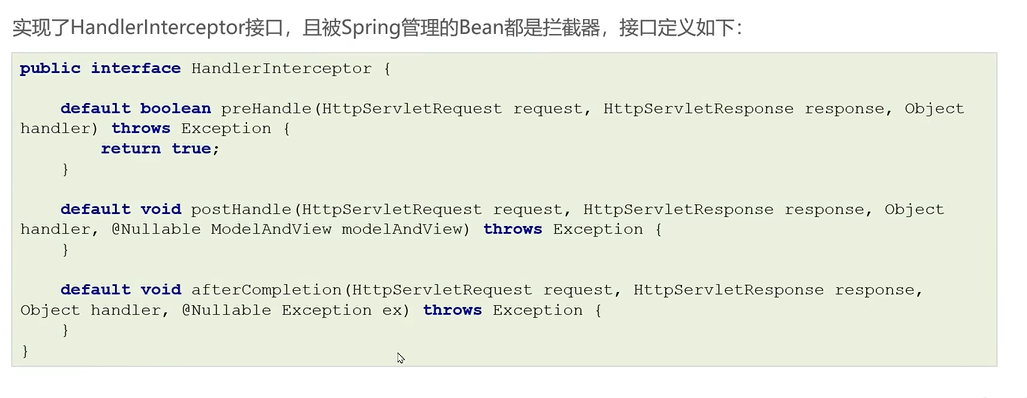 实现了HandlerInterceptor接口，且被Spring管理的Bean都是拦截器，接口定义如下：
public interface HandlerInterceptor {
default boolean preHandle(HttpServletRequest request, HttpServletResponse response, Object
handler) throws Exception {
return true;
}
default void postHandle(HttpServletRequest request, HttpServletResponse response, Object
handler, @Nullable ModelAndView modelAndView) throws Exception {
}
default void afterCompletion(HttpServletRequest request, HttpServletResponse response,
Object handler, @Nullable Exception ex) throws Exception {
}
}